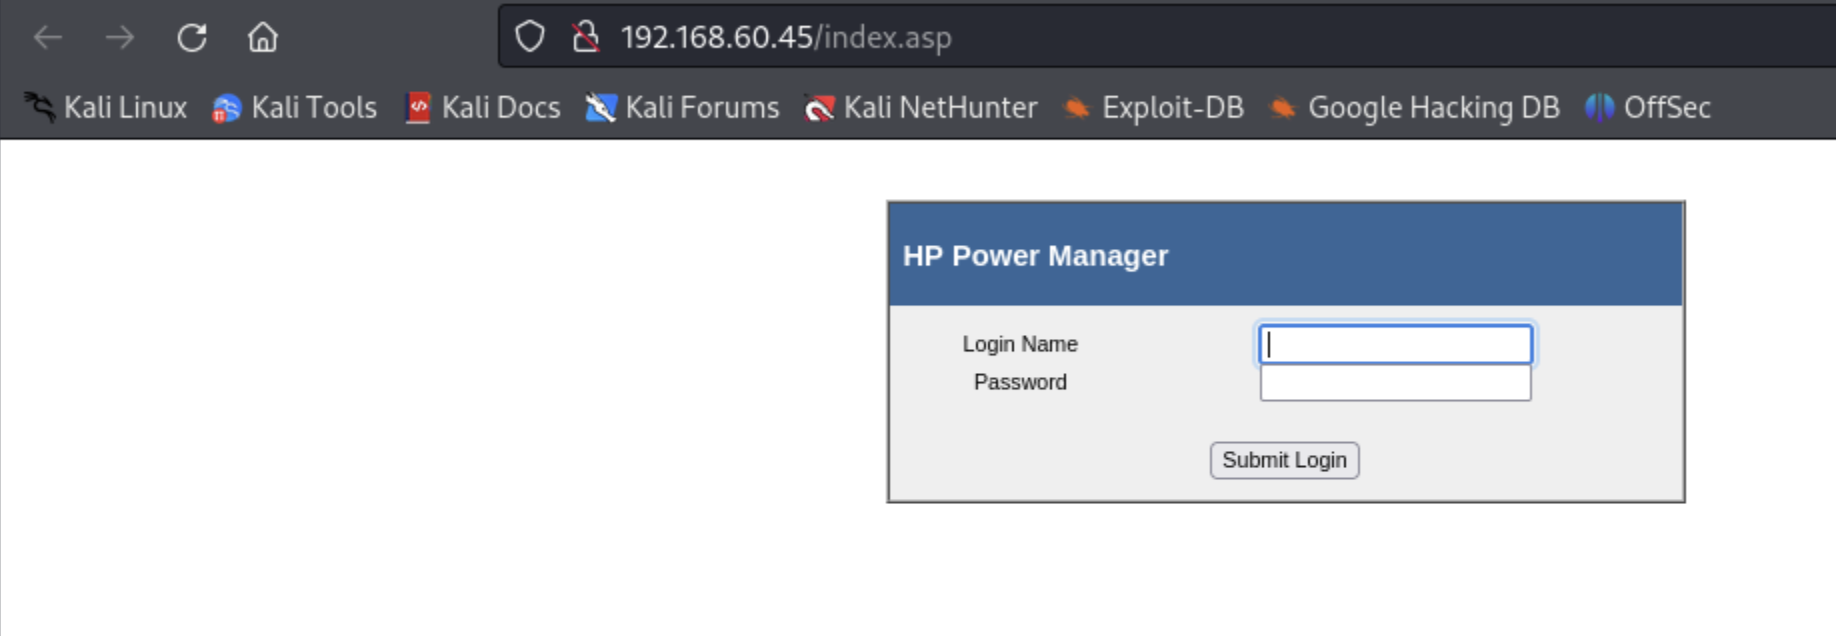 192.168.60.45/index.asp
Kali Linux Kali Tools Kali Docs Kali Forums Kali NetHunter Exploit-DB Google Hacking DB OffSec
HP Power Manager
Login Name
Password
Submit Login